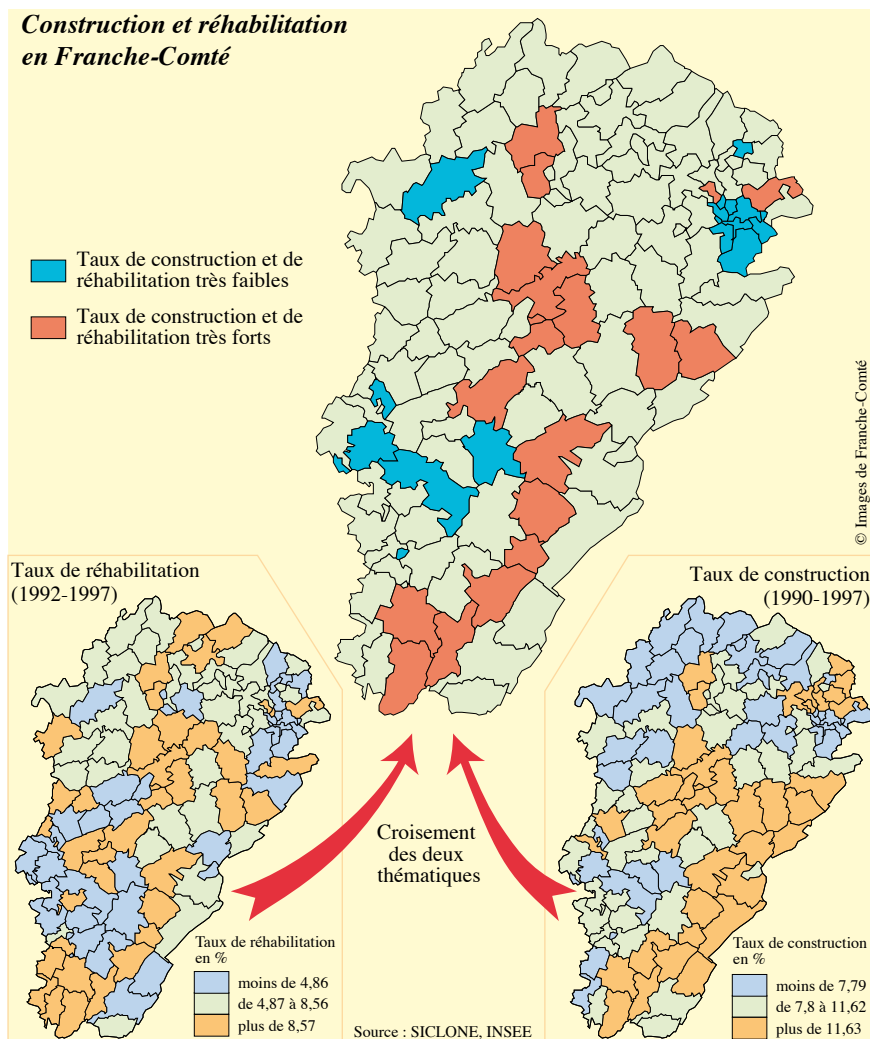 Construction et réhabilitation
en Franche-Comté
Taux de construction et de
réhabilitation très faibles
Taux de construction et de
réhabilitation très forts
© Images de Franche-Comté
Taux de réhabilitation
(1992-1997)
Taux de construction
(1990-1997)
Croisement
des deux
thématiques
Taux de réhabilitation
en %
moins de 4,86
de 4,87 à 8,56
plus de 8,57
Source : SICLONE, INSEE
Taux de construction
en %
moins de 7,79
de 7,8 à 11,62
plus de 11,63